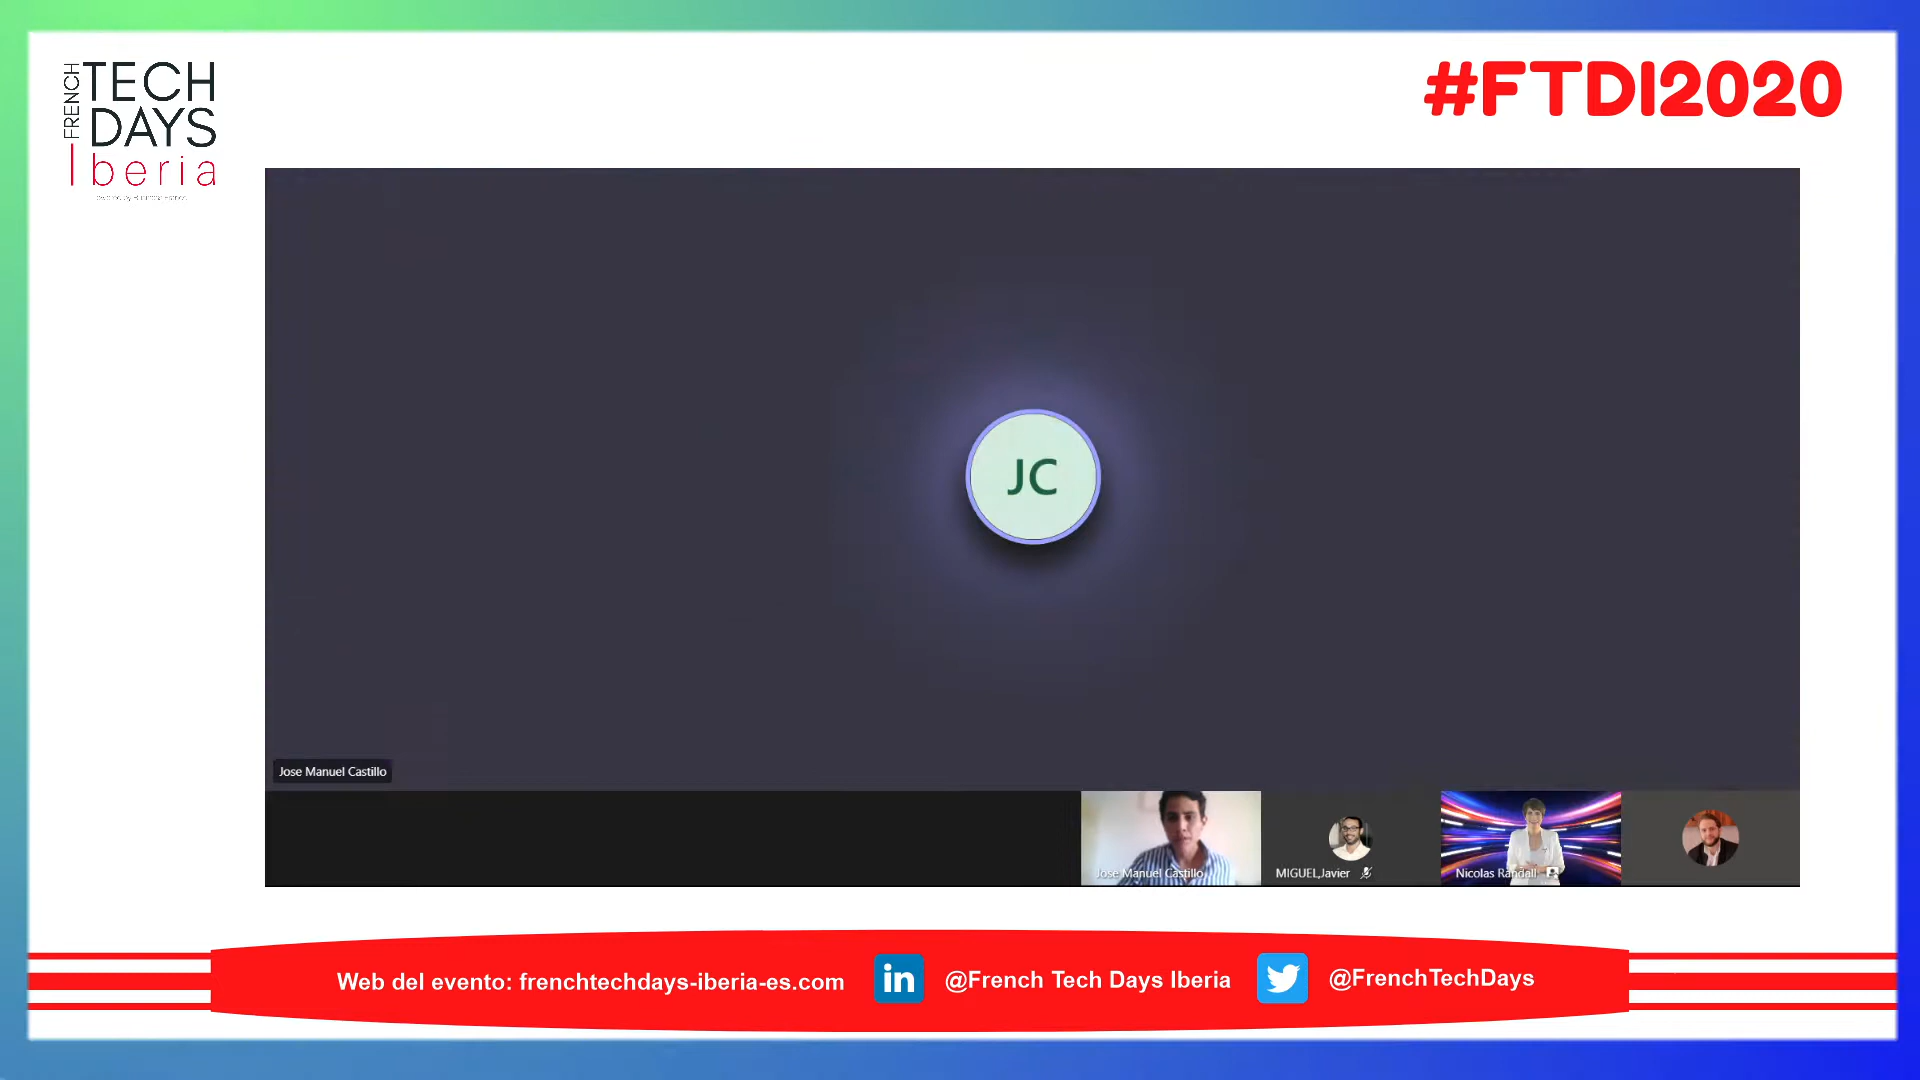 FRENCH
TECH
DAYS
Iberia
#FTDI2020
JC
Jose Manuel Castillo
Jose Manuel Castillo
MIGUEL,Javier
Nicolas Randall
Web del evento: frenchtechdays-iberia-es.com
in
@French Tech Days Iberia
@FrenchTechDays